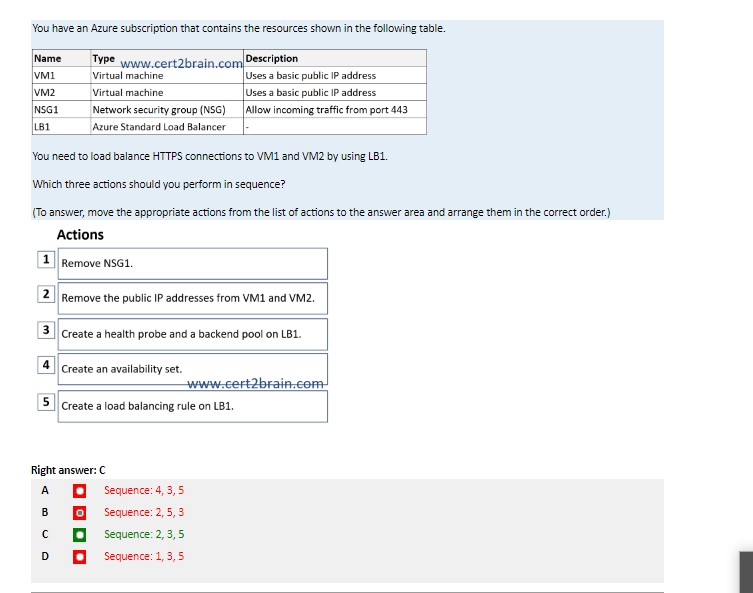 You have an Azure subscription that contains the resources shown in the following table.
Name Type www.cert2brain.com Description
VM1 Virtual machine Uses a basic public IP address
VM2 Virtual machine Uses a basic public IP address
NSG1 Network security group (NSG) Allow incoming traffic from port 443
LB1 Azure Standard Load Balancer -
You need to load balance HTTPS connections to VM1 and VM2 by using LB1.
Which three actions should you perform in sequence?
(To answer, move the appropriate actions from the list of actions to the answer area and arrange them in the correct order.)
Actions
1 Remove NSG1.
2 Remove the public IP addresses from VM1 and VM2.
3 Create a health probe and a backend pool on LB1.
4 Create an availability set.
www.cert2brain.com
5 Create a load balancing rule on LB1.
Right answer: C
A Sequence: 4, 3, 5
B Sequence: 2, 5, 3
C Sequence: 2, 3, 5
D Sequence: 1, 3, 5